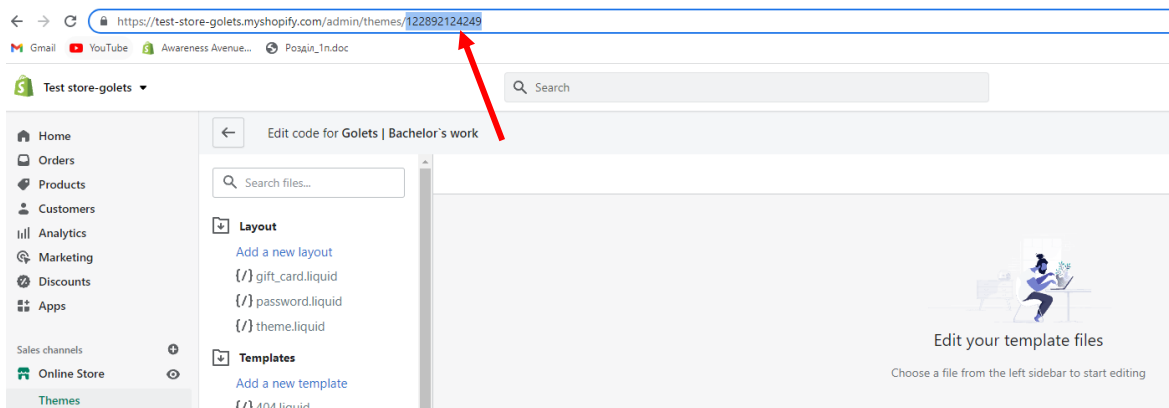 https://test-store-golets.myshopify.com/admin/themes/122892124249
Gmail YouTube Awareness Avenue... Розділ_1п.doc
Test store-golets Search
Home
Orders
Products
Customers
Analytics
Marketing
Discounts
Apps
Sales channels
Online Store
Themes
Edit code for Golets | Bachelor`s work
Search files...
Layout
Add a new layout
{/} gift_card.liquid
{/} password.liquid
{/} theme.liquid
Templates
Add a new template
{/} 404.liquid
Edit your template files
Choose a file from the left sidebar to start editing